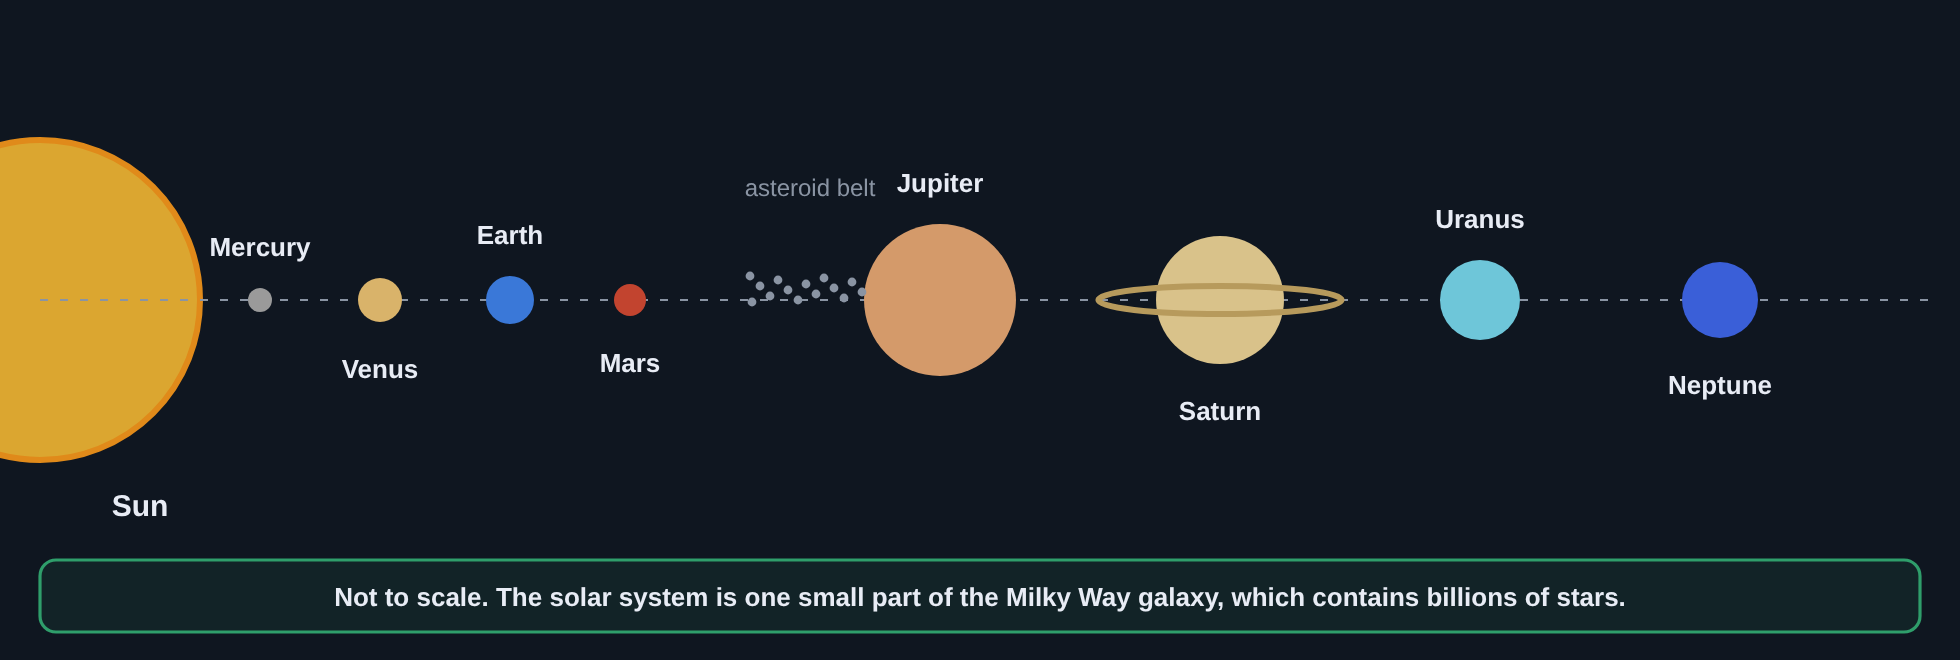 asteroid belt
Jupiter
Uranus
Earth
Mercury
Venus
Mars
Neptune
Saturn
Sun
Not to scale. The solar system is one small part of the Milky Way galaxy, which contains billions of stars.